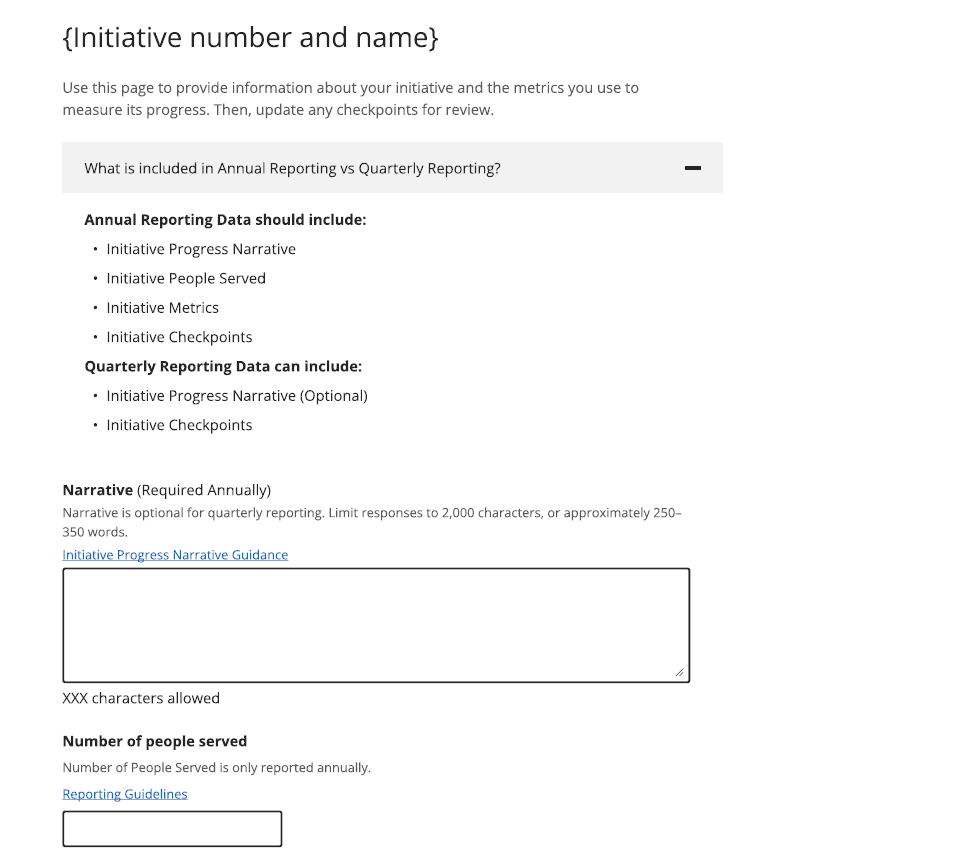 {Initiative number and name}
Use this page to provide information about your initiative and the metrics you use to
measure its progress. Then, update any checkpoints for review.
What is included in Annual Reporting vs Quarterly Reporting?
Annual Reporting Data should include:
• Initiative Progress Narrative
• Initiative People Served
• Initiative Metrics
• Initiative Checkpoints
Quarterly Reporting Data can include:
• Initiative Progress Narrative (Optional)
• Initiative Checkpoints
Narrative (Required Annually)
Narrative is optional for quarterly reporting. Limit responses to 2,000 characters, or approximately 250–
350 words.
Initiative Progress Narrative Guidance
XXX characters allowed
Number of people served
Number of People Served is only reported annually.
Reporting Guidelines